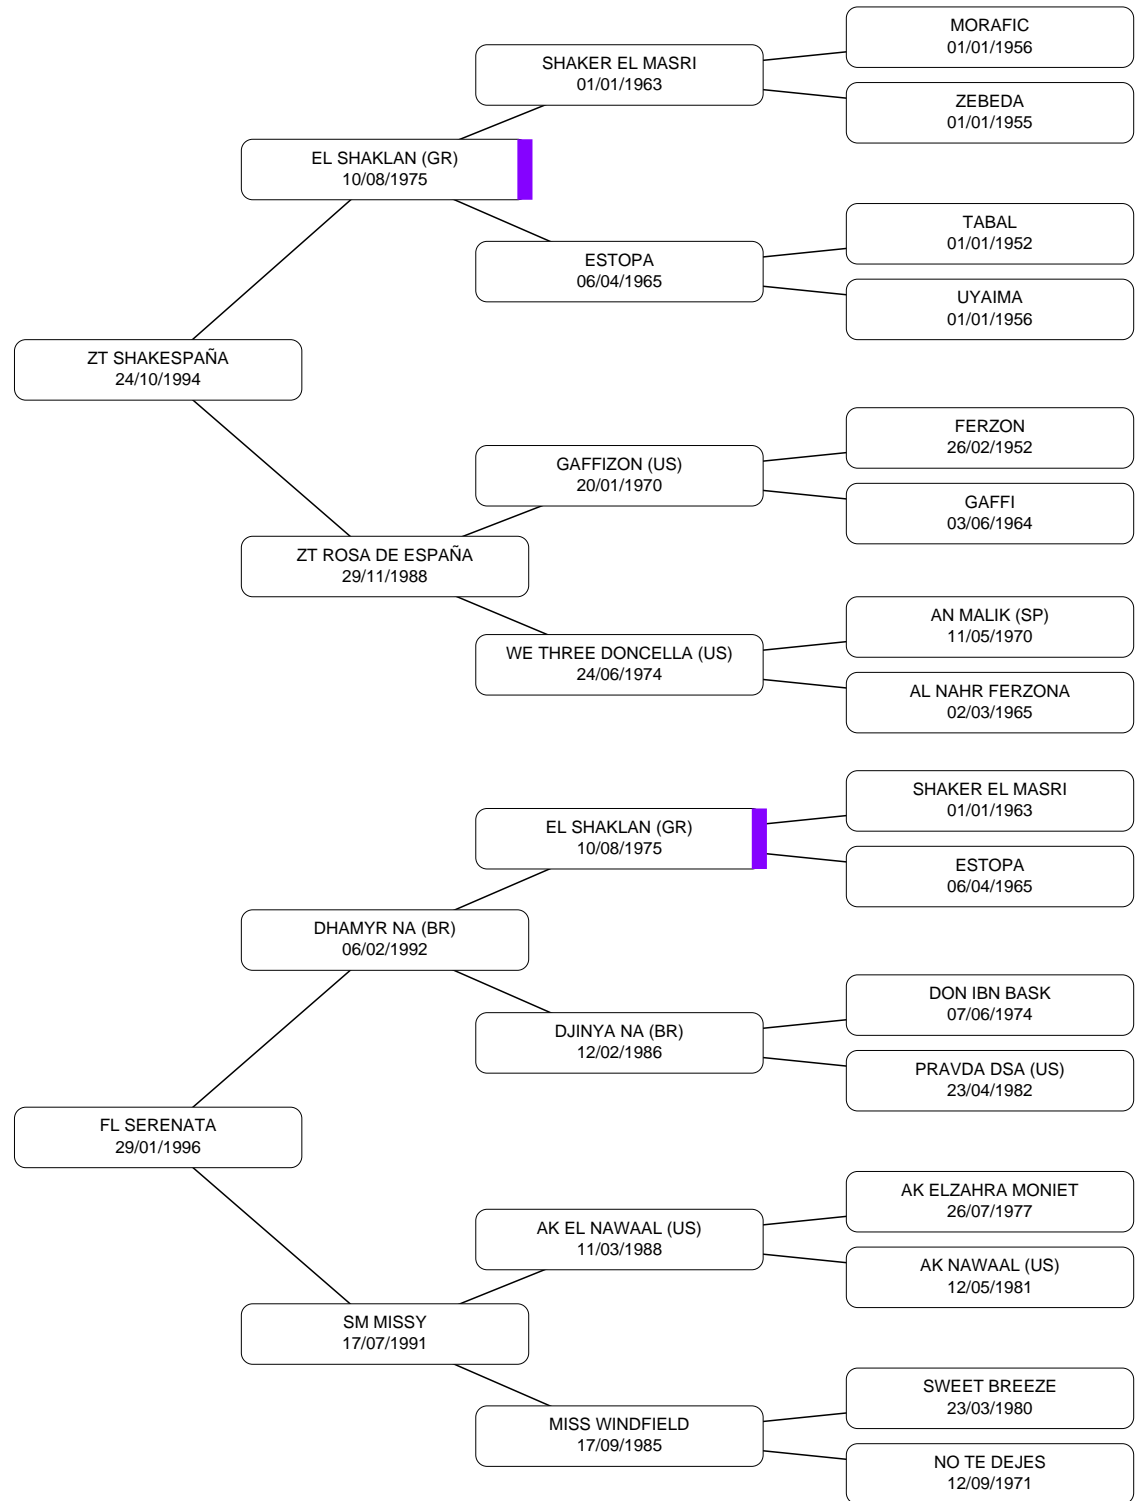 MORAFIC
01/01/1956
SHAKER EL MASRI
01/01/1963
ZEBEDA
01/01/1955
EL SHAKLAN (GR)
10/08/1975
TABAL
01/01/1952
ESTOPA
06/04/1965
UYAIMA
01/01/1956
ZT SHAKESPAÑA
24/10/1994
FERZON
26/02/1952
GAFFIZON (US)
20/01/1970
GAFFI
03/06/1964
ZT ROSA DE ESPAÑA
29/11/1988
AN MALIK (SP)
11/05/1970
WE THREE DONCELLA (US)
24/06/1974
AL NAHR FERZONA
02/03/1965
SHAKER EL MASRI
01/01/1963
EL SHAKLAN (GR)
10/08/1975
ESTOPA
06/04/1965
DHAMYR NA (BR)
06/02/1992
DON IBN BASK
07/06/1974
DJINYA NA (BR)
12/02/1986
PRAVDA DSA (US)
23/04/1982
FL SERENATA
29/01/1996
AK ELZAHRA MONIET
26/07/1977
AK EL NAWAAL (US)
11/03/1988
AK NAWAAL (US)
12/05/1981
SM MISSY
17/07/1991
SWEET BREEZE
23/03/1980
MISS WINDFIELD
17/09/1985
NO TE DEJES
12/09/1971